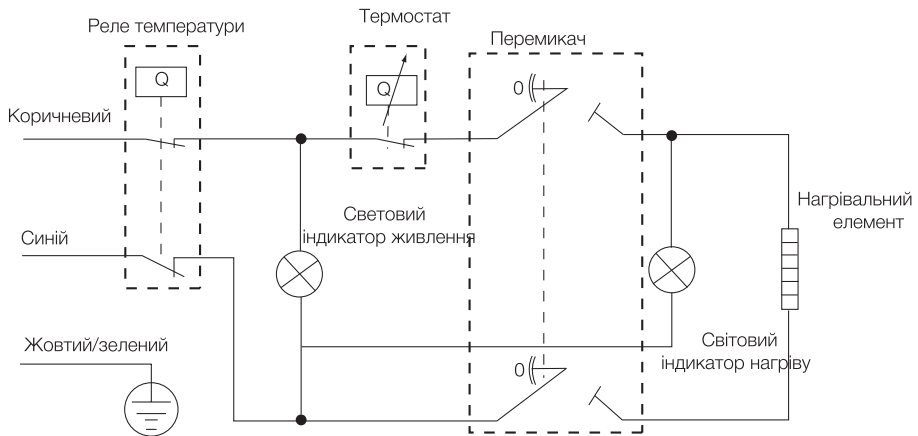 Реле температури
Термостат
Перемикач
Q
Q
0
Коричневий
Световий
індикатор живлення
Нагрівальний
елемент
Синій
Світовий
індикатор нагріву
Жовтий/зелений
0